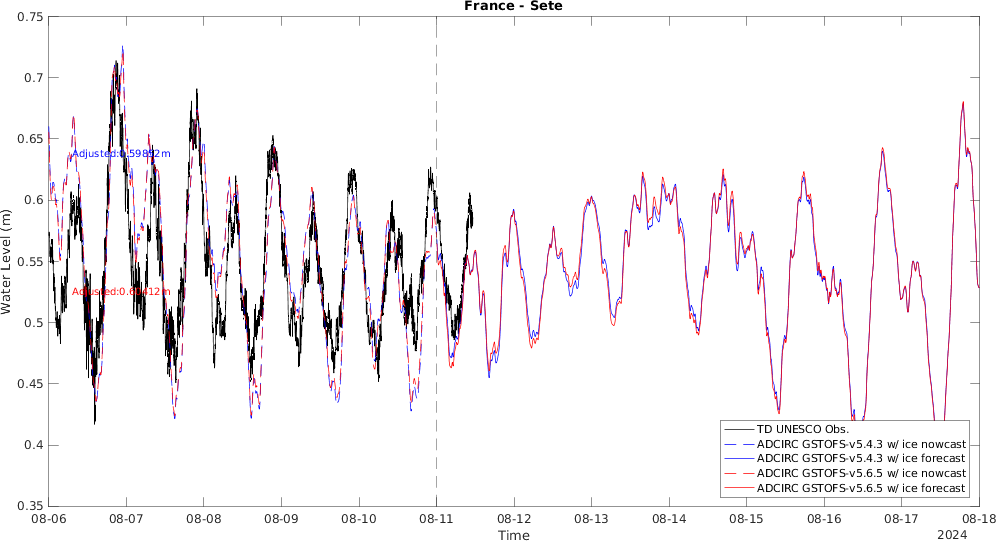 France - Sete
0.75
0.7
0.65
0.6
0.55
0.5
0.45
0.4
0.35
Water Level (m)
Adjusted:0.59892m
TD UNESCO Obs.
ADCIRC GSTOFS-v5.4.3 w/ ice nowcast
ADCIRC GSTOFS-v5.4.3 w/ ice forecast
ADCIRC GSTOFS-v5.6.5 w/ ice nowcast
ADCIRC GSTOFS-v5.6.5 w/ ice forecast
08-06 08-07 08-08 08-09 08-10 08-11 08-12 08-13 08-14 08-15 08-16 08-17 08-18
Time
2024